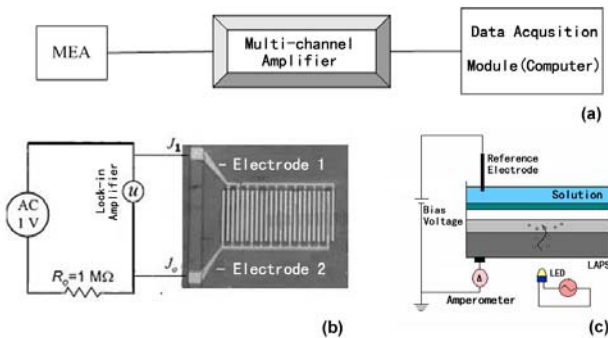 MEA
Multi-channel
Amplifier
Data Acqusition
Module(Computer)
(a)
J1
- Electrode 1
Lock-in
Amplifier
u
AC
1 V
Ro=1 MΩ
Jo
- Electrode 2
(b)
Reference
Electrode
Solution
Bias
Voltage
LAPS
A
LED
Amperometer
(c)